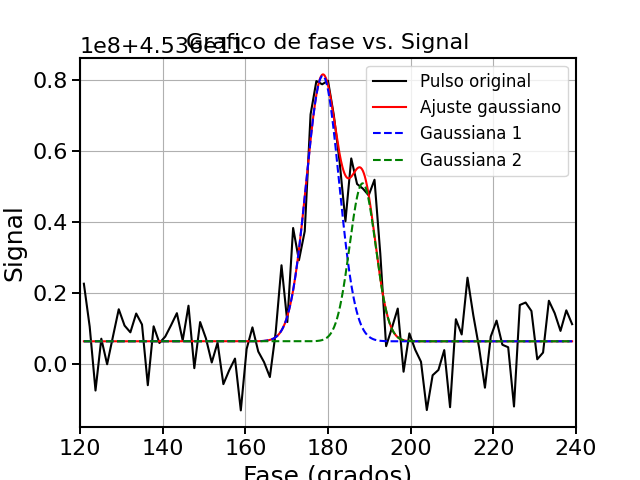 1e8+4.536e11
Grafico de fase vs. Signal
Pulso original
Ajuste gaussiano
Gaussiana 1
Gaussiana 2
0.8
0.6
0.4
0.2
0.0
Signal
120 140 160 180 200 220 240
Fase (grados)